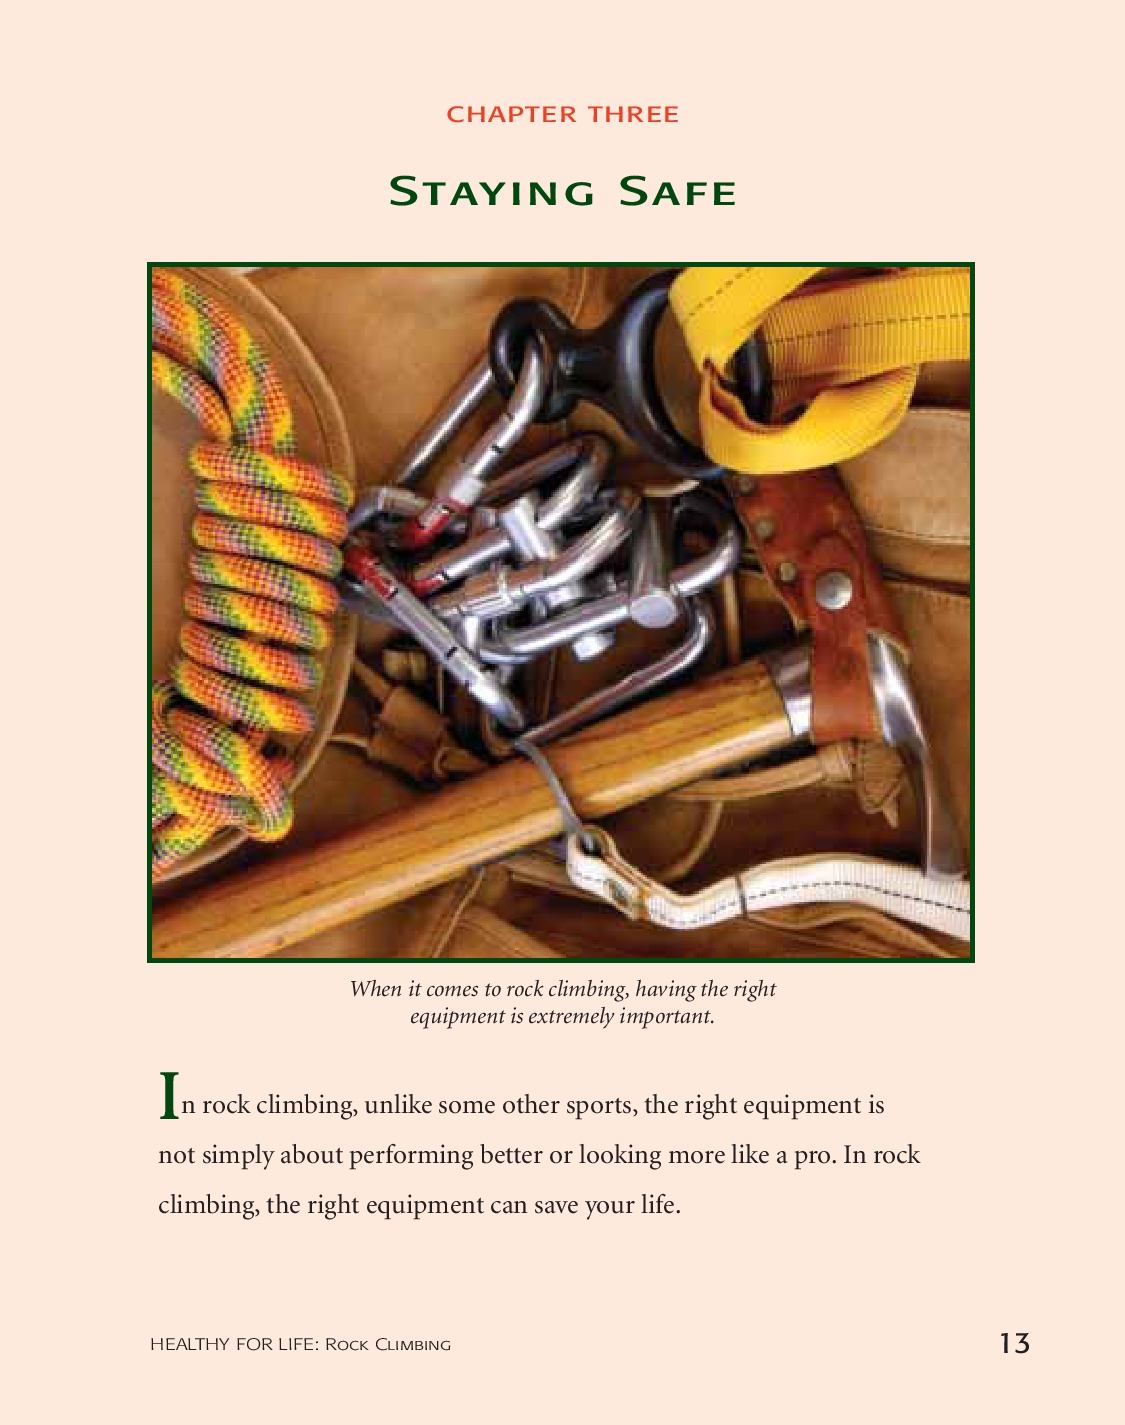 CHAPTER THREE
STAYING SAFE
When it comes to rock climbing, having the right
equipment is extremely important.
In rock climbing, unlike some other sports, the right equipment is
not simply about performing better or looking more like a pro. In rock
climbing, the right equipment can save your life.
HEALTHY FOR LIFE: ROCK CLIMBING
13